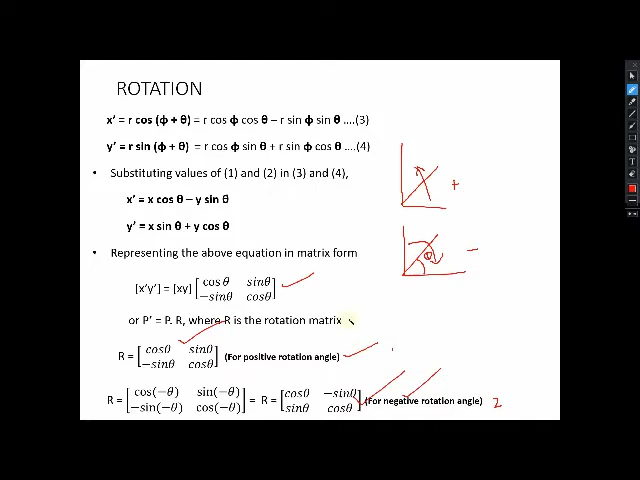 ROTATION
x’ = r cos (ϕ + θ) = r cos ϕ cos θ – r sin ϕ sin θ ....(3)
y’ = r sin (ϕ + θ) = r cos ϕ sin θ + r sin ϕ cos θ ....(4)
• Substituting values of (1) and (2) in (3) and (4),
x’ = x cos θ – y sin θ
y’ = x sin θ + y cos θ
• Representing the above equation in matrix form
[x’y’] = [xy] [cosθ sinθ
−sinθ cosθ]
or P’ = P. R, where R is the rotation matrix
R = [cosθ sinθ
−sinθ cosθ] (For positive rotation angle)
R = [cos(−θ) sin(−θ)
−sin(−θ) cos(−θ)] = R = [cosθ −sinθ
sinθ cosθ] (For negative rotation angle) 2
+
θ −